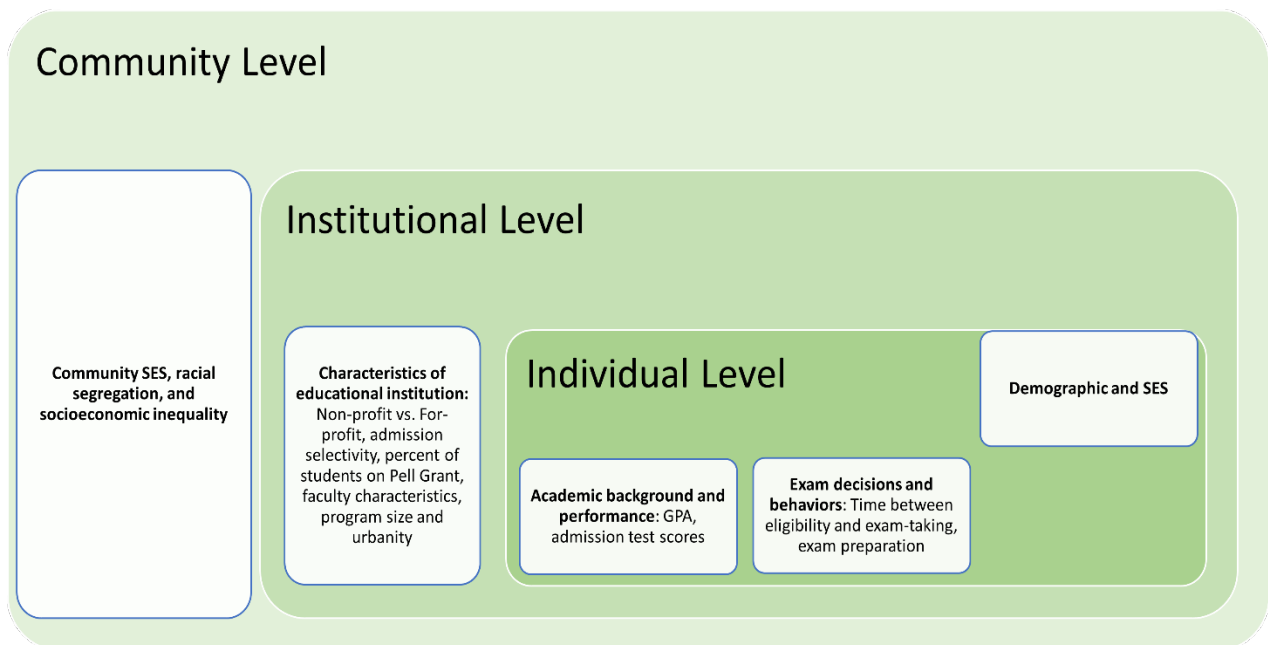 Community Level
Community SES, racial
segregation, and
socioeconomic inequality
Institutional Level
Characteristics of
educational institution:
Non-profit vs. For-
profit, admission
selectivity, percent of
students on Pell Grant,
faculty characteristics,
program size and
urbanity
Individual Level
Demographic and SES
Academic background and
performance: GPA,
admission test scores
Exam decisions and
behaviors: Time between
eligibility and exam-taking,
exam preparation